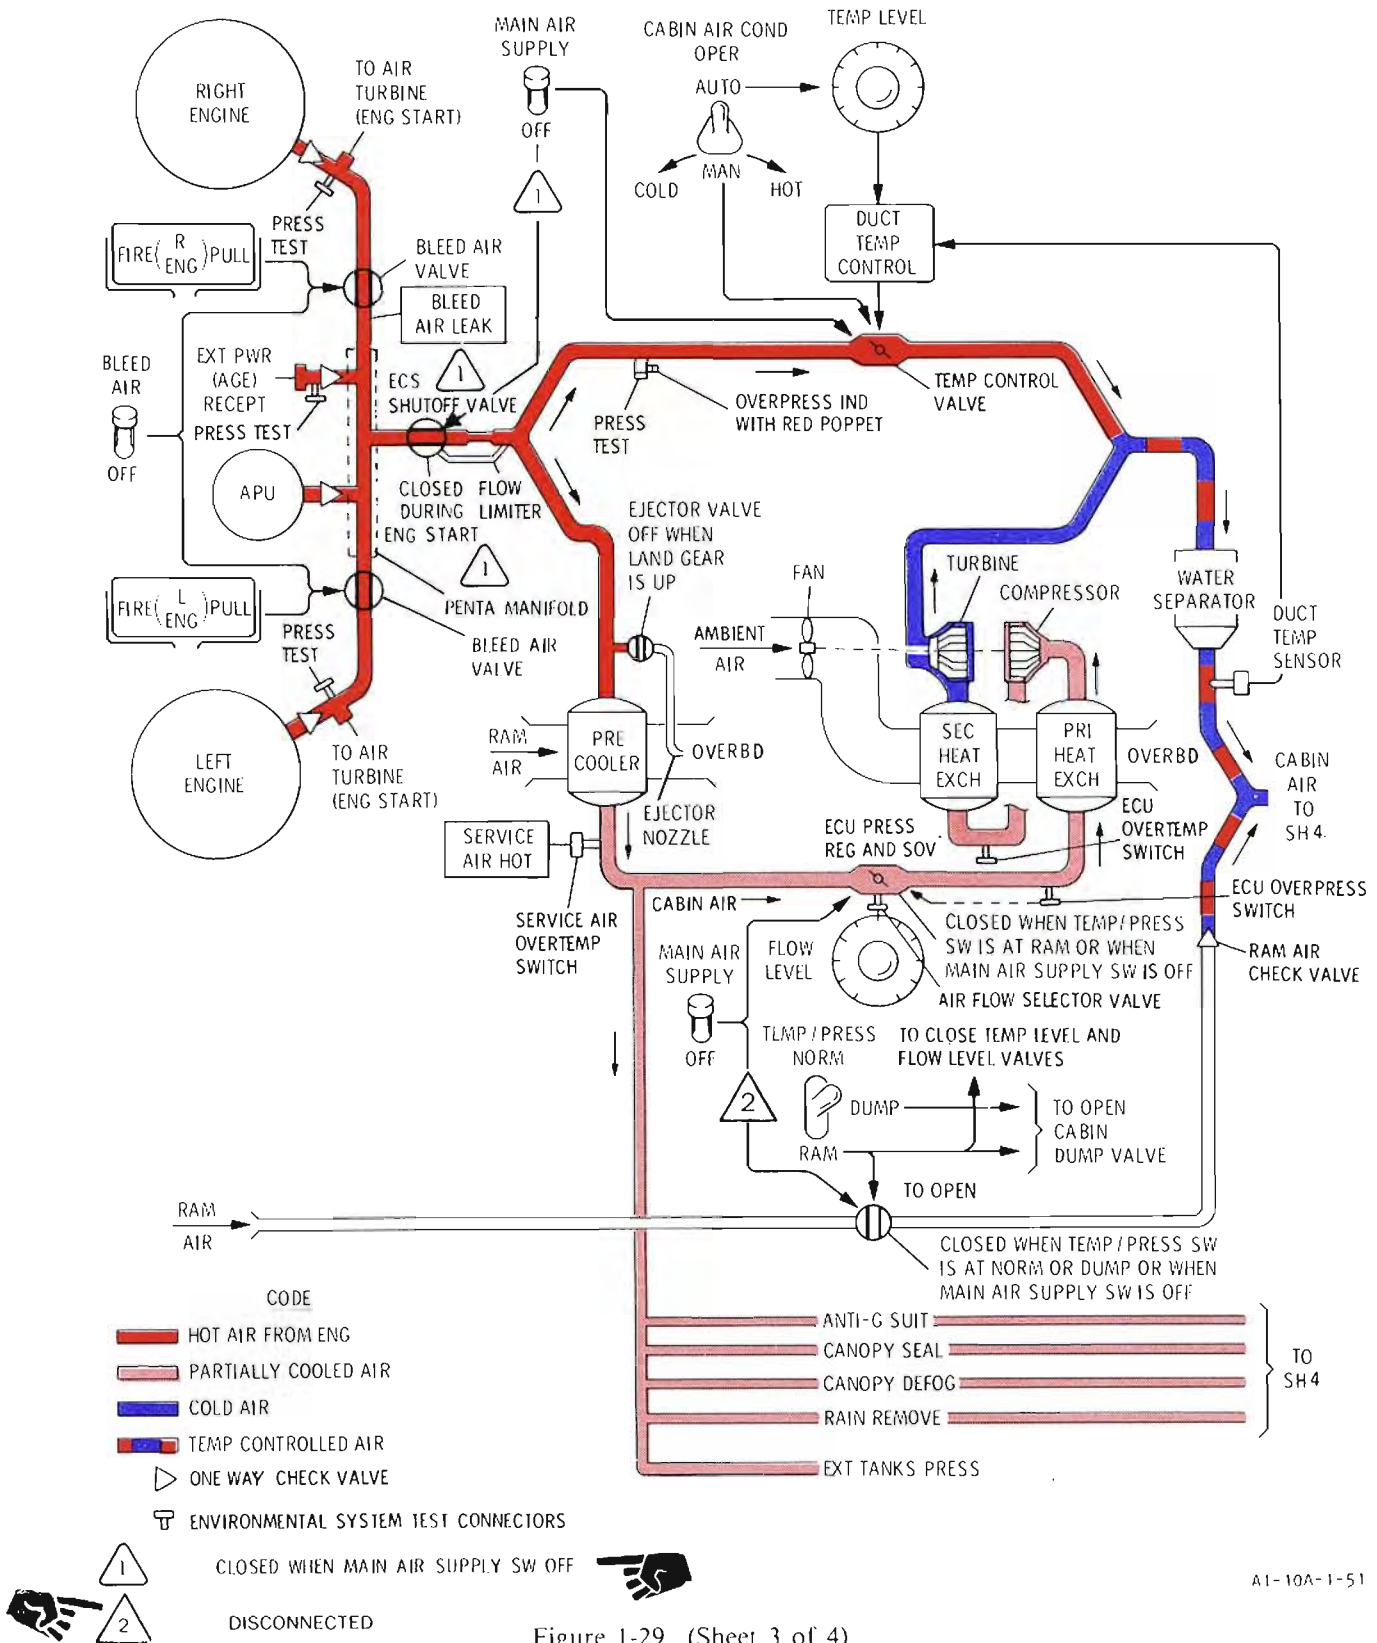 RIGHT
ENGINE
TO AIR
TURBINE
(ENG START)
MAIN AIR
SUPPLY
OFF
1
CABIN AIR COND
OPER
AUTO
MAN
COLD
HOT
TEMP LEVEL
DUCT
TEMP
CONTROL
PRESS
TEST
FIRE(R ENG)PULL
BLEED AIR
VALVE
BLEED
AIR LEAK
BLEED
AIR
OFF
EXT PWR
(AGE)
RECEPT
PRESS TEST
ECS
SHUTOFF VALVE
1
PRESS
TEST
OVERPRESS IND
WITH RED POPPET
TEMP CONTROL
VALVE
APU
CLOSED
DURING
ENG START
FLOW
LIMITER
1
EJECTOR VALVE
OFF WHEN
LAND GEAR
IS UP
FAN
TURBINE
COMPRESSOR
WATER
SEPARATOR
DUCT
TEMP
SENSOR
FIRE(L ENG)PULL
PENTA MANIFOLD
BLEED AIR
VALVE
PRESS
TEST
AMBIENT
AIR
LEFT
ENGINE
TO AIR
TURBINE
(ENG START)
RAM
AIR
PRE
COOLER
OVERBD
SEC
HEAT
EXCH
PRI
HEAT
EXCH
OVERBD
CABIN
AIR
TO
SH 4.
EJECTOR
NOZZLE
SERVICE
AIR HOT
ECU PRESS
REG AND SOV
ECU
OVERTEMP
SWITCH
SERVICE AIR
OVERTEMP
SWITCH
CABIN AIR
ECU OVERPRESS
SWITCH
MAIN AIR
SUPPLY
OFF
FLOW
LEVEL
CLOSED WHEN TEMP/PRESS
SW IS AT RAM OR WHEN
MAIN AIR SUPPLY SW IS OFF
AIR FLOW SELECTOR VALVE
RAM AIR
CHECK VALVE
2
TEMP/PRESS
NORM
DUMP
RAM
TO CLOSE TEMP LEVEL AND
FLOW LEVEL VALVES
TO OPEN
CABIN
DUMP VALVE
TO OPEN
RAM
AIR
CLOSED WHEN TEMP/PRESS SW
IS AT NORM OR DUMP OR WHEN
MAIN AIR SUPPLY SW IS OFF
CODE
HOT AIR FROM ENG
PARTIALLY COOLED AIR
COLD AIR
TEMP CONTROLLED AIR
ONE WAY CHECK VALVE
ENVIRONMENTAL SYSTEM TEST CONNECTORS
1 CLOSED WHEN MAIN AIR SUPPLY SW OFF
2 DISCONNECTED
ANTI-G SUIT
CANOPY SEAL
CANOPY DEFOG
RAIN REMOVE
EXT TANKS PRESS
TO
SH 4
A1-10A-1-51
Figure 1-29. (Sheet 3 of 4)